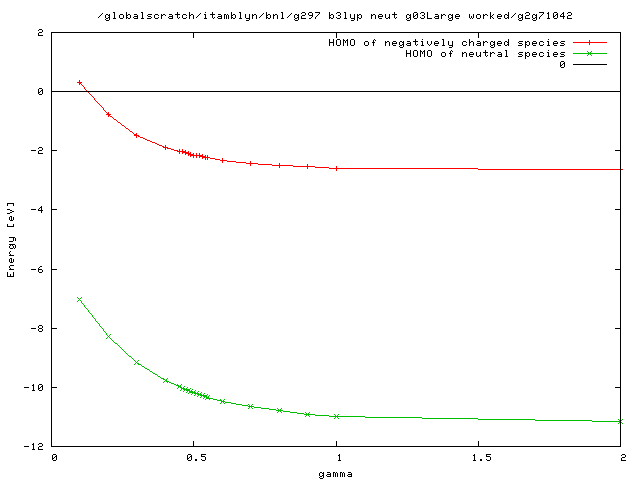 /globalscratch/itamblyn/bnl/g297 b3lyp neut g03Large worked/g2g71042
HOMO of negatively charged species
HOMO of neutral species
0
2
0
-2
-4
-6
-8
-10
-12
Energy [eV]
0 0.5 1 1.5 2
gamma